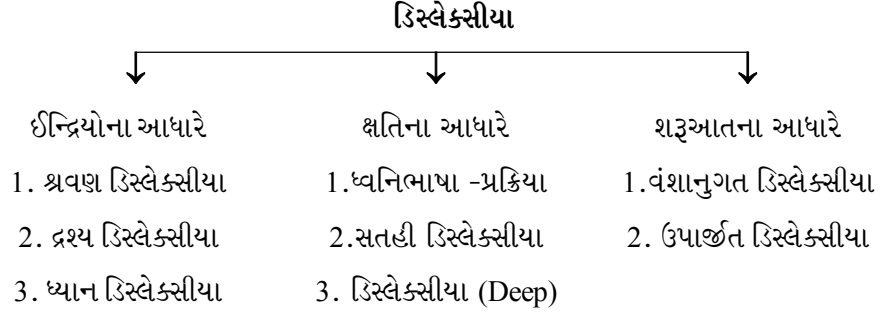 ડિસ્લેક્સીયા
ઈન્દ્રિયોના આધારે ક્ષતિના આધારે શરૂઆતના આધારે
1. શ્રવણ ડિસ્લેક્સીયા 1.ધ્વનિભાષા -પ્રક્રિયા 1.વંશાનુગત ડિસ્લેક્સીયા
2. દ્રશ્ય ડિસ્લેક્સીયા 2.સતહી ડિસ્લેક્સીયા 2. ઉપાર્જીત ડિસ્લેક્સીયા
3. ધ્યાન ડિસ્લેક્સીયા 3. ડિસ્લેક્સીયા (Deep)